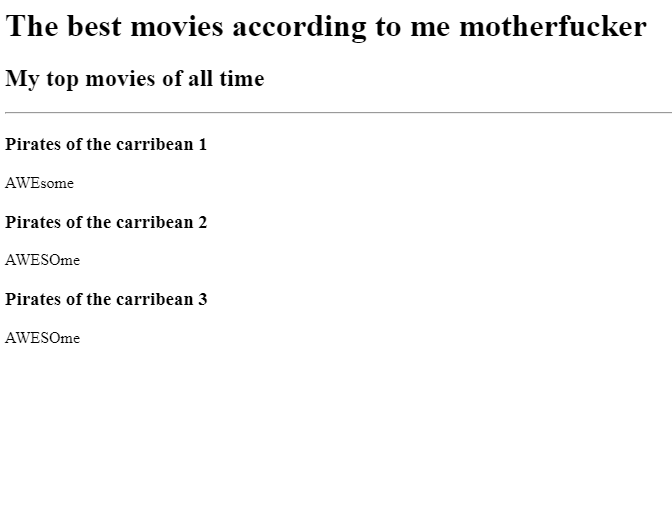 The best movies according to me motherfucker
My top movies of all time
Pirates of the carribean 1
AWEsome
Pirates of the carribean 2
AWESOme
Pirates of the carribean 3
AWESOme